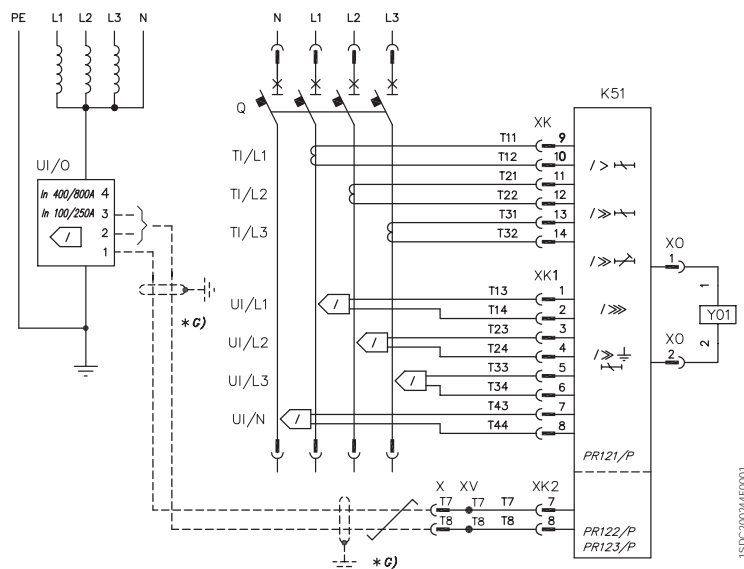 PE L1 L2 L3 N
N L1 L2 L3
K51
Q
XK
UI/O
In 400/800A 4
In 100/250A 3
2
1
/
TI/L1
TI/L2
TI/L3
T11 9
T12 10
T21 11
T22 12
T31 13
T32 14
/>
/≫
/≫
/⋙
/≫
XO
1
1
Y01
2
XO
2
*G)
XK1
UI/L1
/
T13 1
T14 2
UI/L2
/
T23 3
T24 4
UI/L3
/
T33 5
T34 6
UI/N
/
T43 7
T44 8
PR121/P
X XV XK2
T7 T7 T7 7
T8 T8 T8 8
PR122/P
PR123/P
*G)
1SDC200244F0001